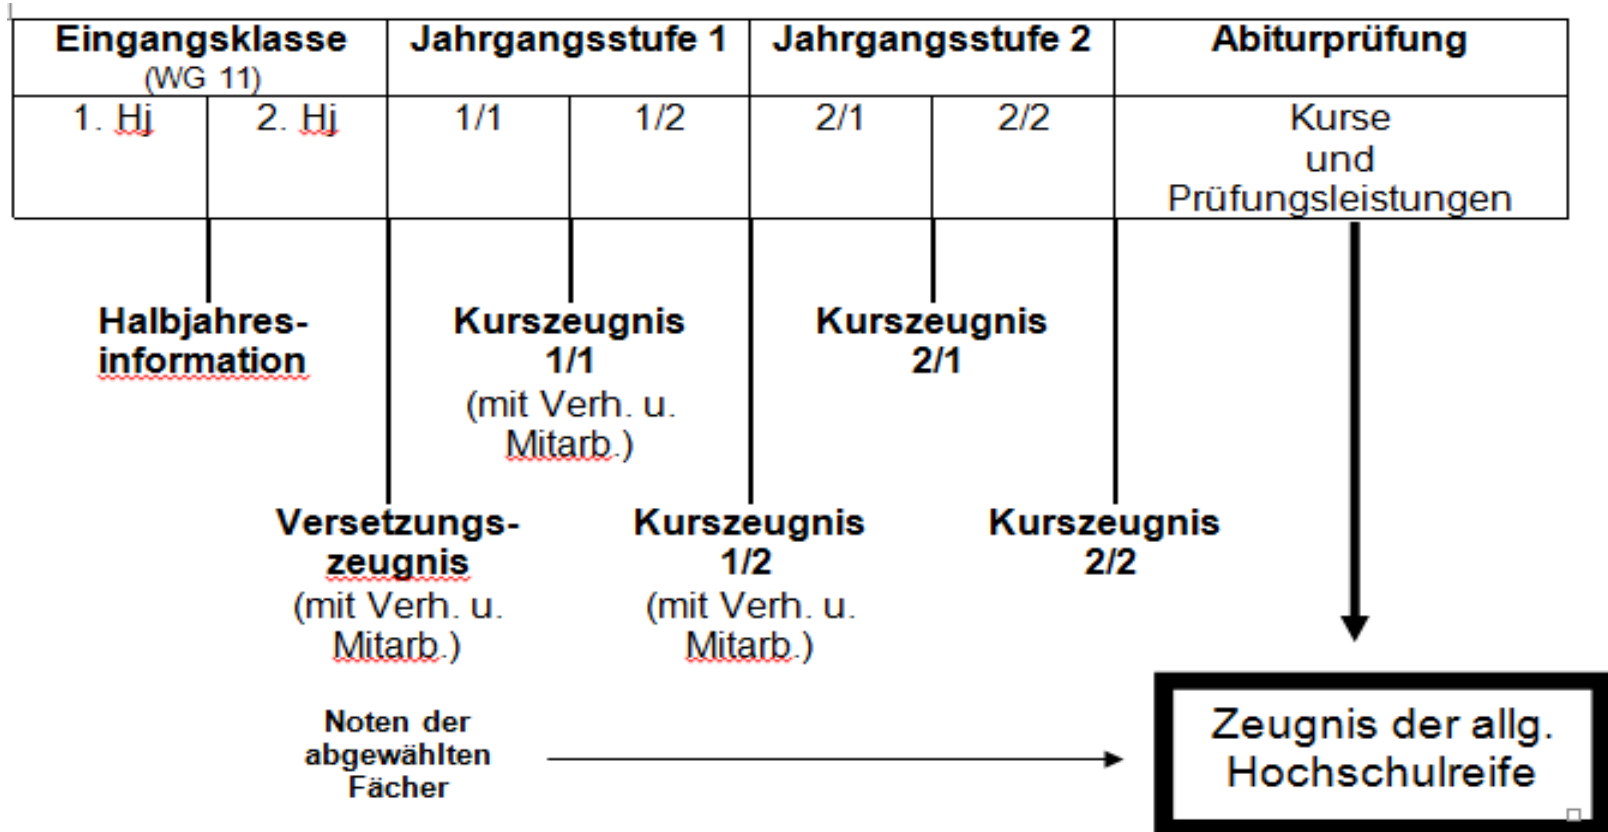 Eingangsklasse
(WG 11)
Jahrgangsstufe 1
Jahrgangsstufe 2
Abiturprüfung
1. Hj
2. Hj
1/1
1/2
2/1
2/2
Kurse
und
Prüfungsleistungen
Halbjahres-
information
Kurszeugnis
1/1
(mit Verh. u.
Mitarb.)
Kurszeugnis
2/1
Versetzungs-
zeugnis
(mit Verh. u.
Mitarb.)
Kurszeugnis
1/2
(mit Verh. u.
Mitarb.)
Kurszeugnis
2/2
Noten der
abgewählten
Fächer
Zeugnis der allg.
Hochschulreife